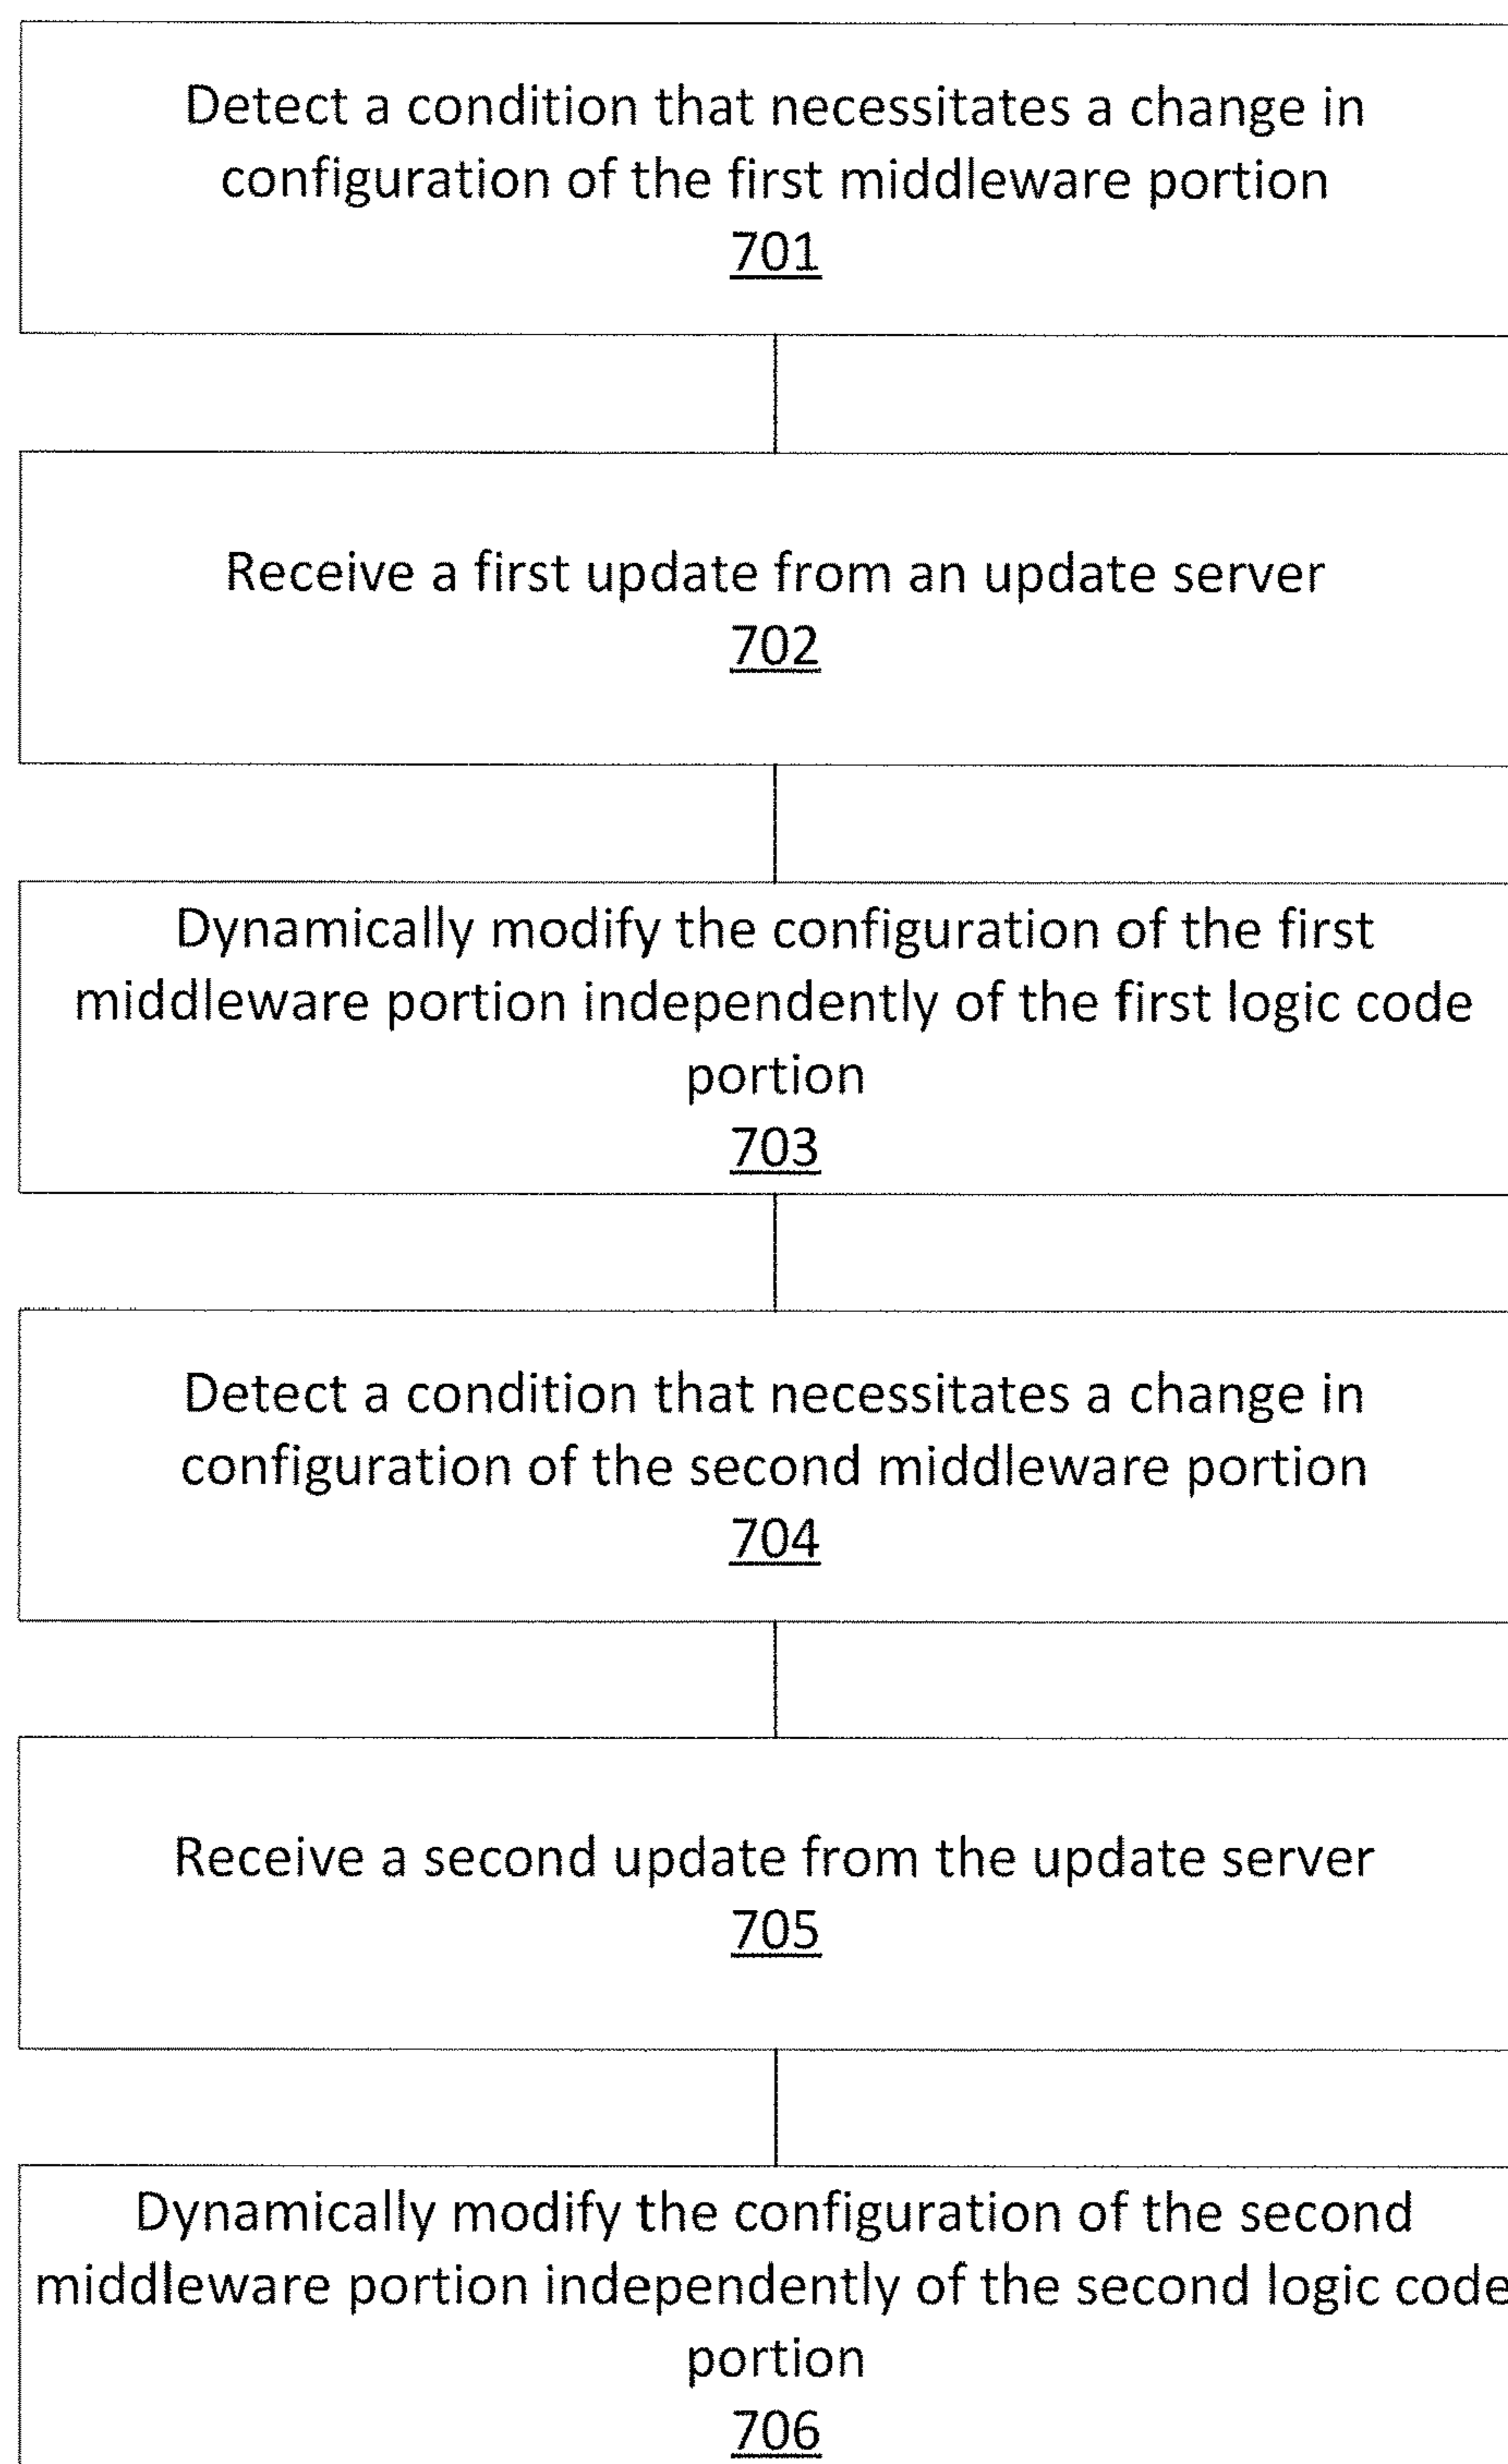 Detect a condition that necessitates a change in
configuration of the first middleware portion
701
Receive a first update from an update server
702
Dynamically modify the configuration of the first
middleware portion independently of the first logic code
portion
703
Detect a condition that necessitates a change in
configuration of the second middleware portion
704
Receive a second update from the update server
705
Dynamically modify the configuration of the second
middleware portion independently of the second logic code
portion
706